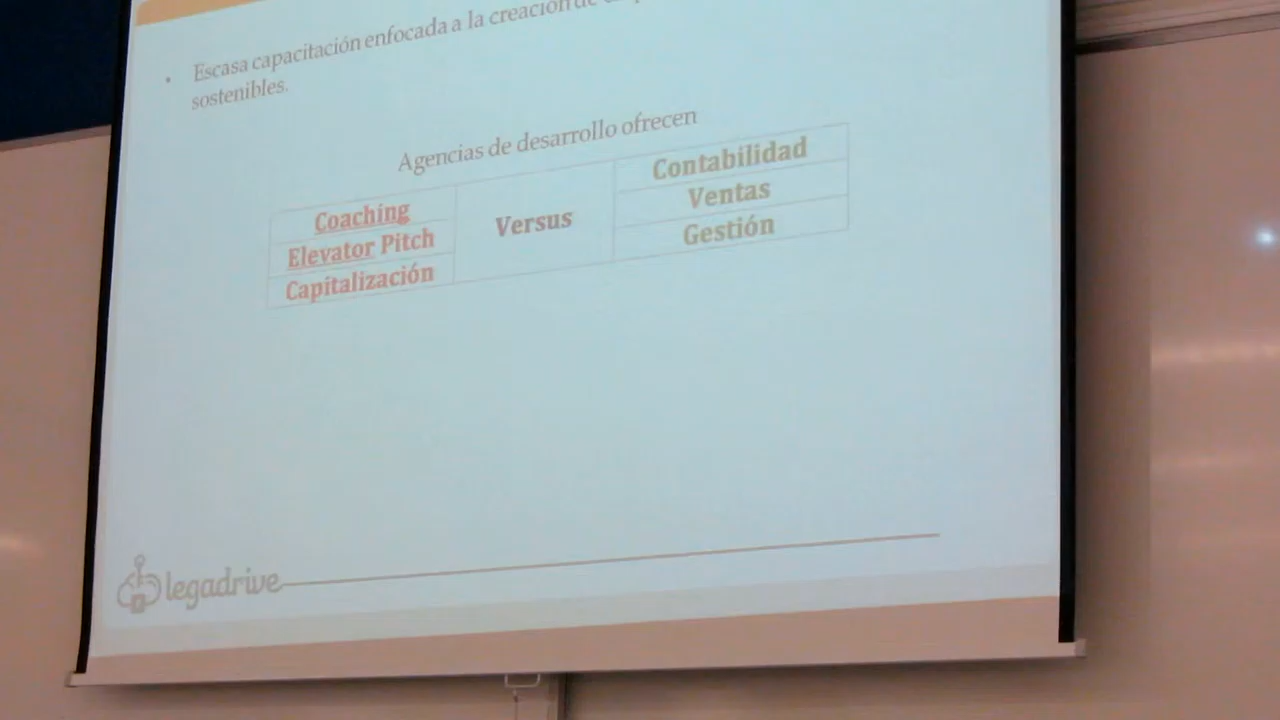 • Escasa capacitación enfocada a la creación de
sostenibles.
Agencias de desarrollo ofrecen
Coaching
Elevator Pitch
Capitalización
Versus
Contabilidad
Ventas
Gestión
legadrive